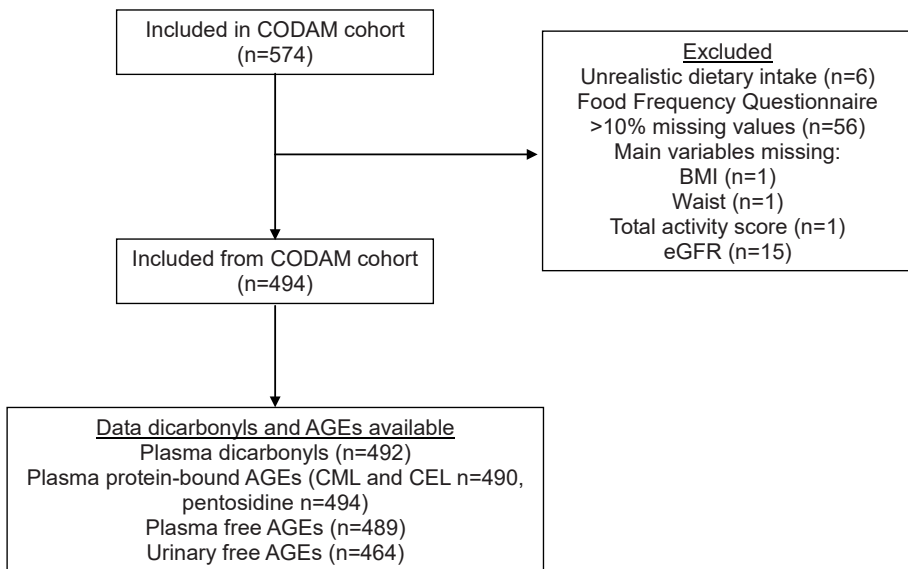 Included in CODAM cohort
(n=574)
Excluded
Unrealistic dietary intake (n=6)
Food Frequency Questionnaire
>10% missing values (n=56)
Main variables missing:
BMI (n=1)
Waist (n=1)
Total activity score (n=1)
eGFR (n=15)
Included from CODAM cohort
(n=494)
Data dicarbonyls and AGEs available
Plasma dicarbonyls (n=492)
Plasma protein-bound AGEs (CML and CEL n=490,
pentosidine n=494)
Plasma free AGEs (n=489)
Urinary free AGEs (n=464)